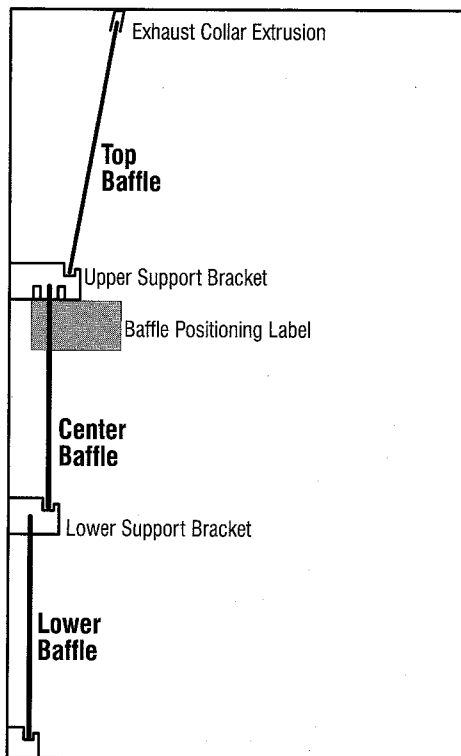 Exhaust Collar Extrusion
Top
Baffle
Upper Support Bracket
Baffle Positioning Label
Center
Baffle
Lower Support Bracket
Lower
Baffle